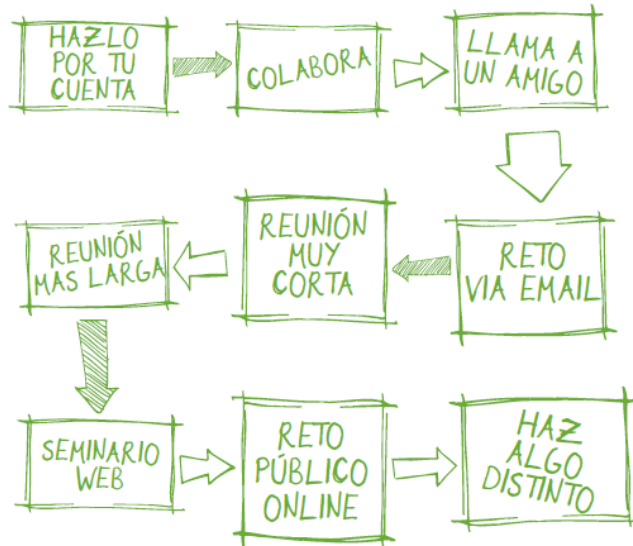 HAZLO
POR TU
CUENTA
COLABORA
LLAMA A
UN AMIGO
RETO
VIA EMAIL
REUNIÓN
MUY
CORTA
REUNIÓN
MAS LARGA
SEMINARIO
WEB
RETO
PÚBLICO
ONLINE
HAZ
ALGO
DISTINTO